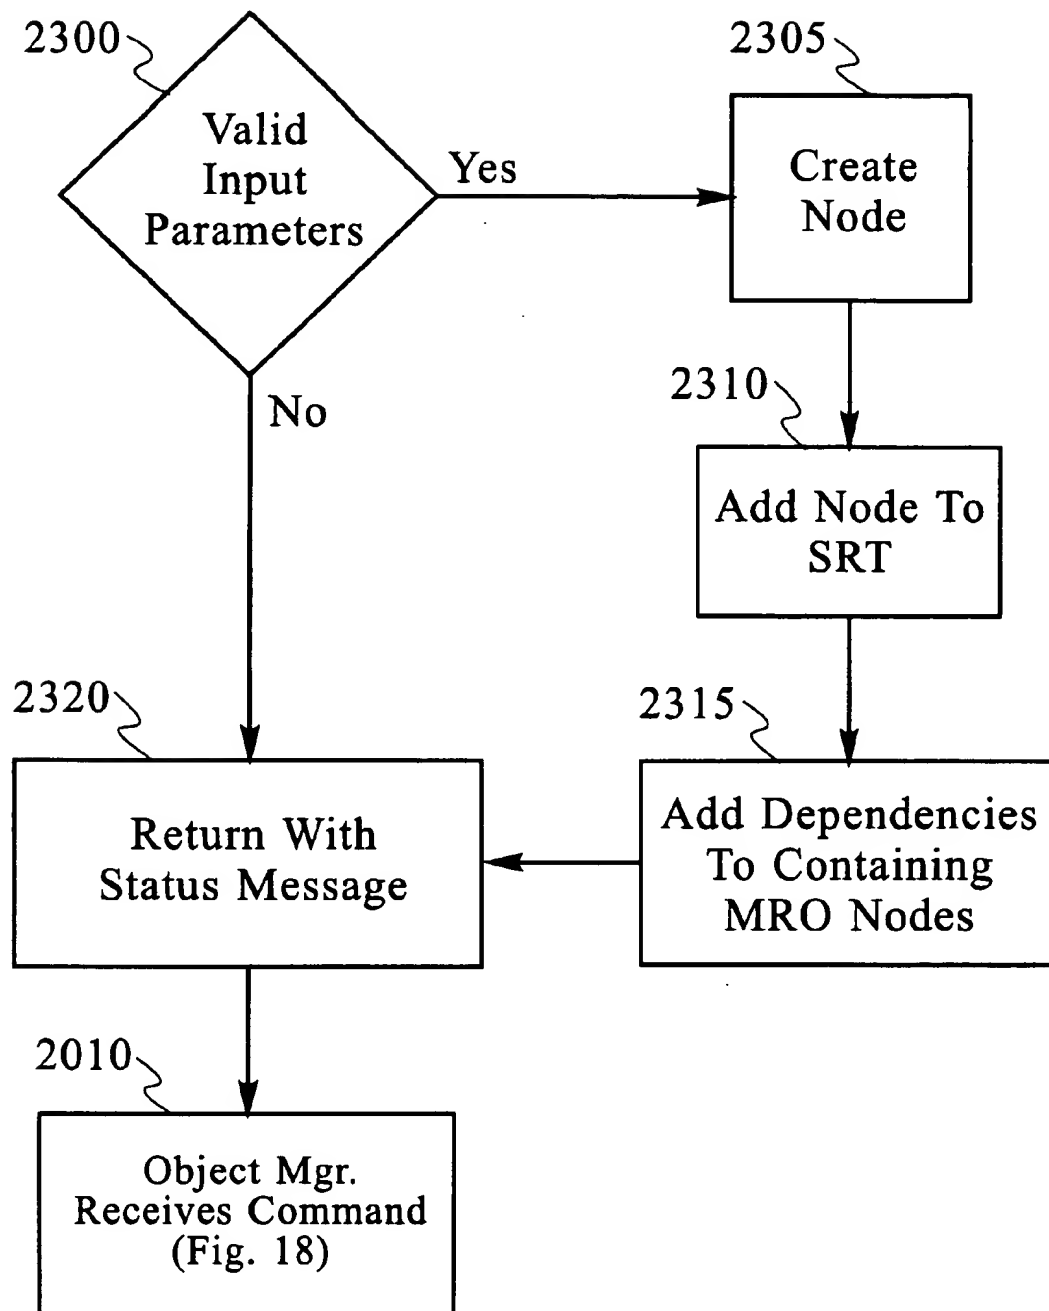 2300
Valid
Input
Parameters
Yes
No
2305
Create
Node
2310
Add Node To
SRT
2315
Add Dependencies
To Containing
MRO Nodes
2320
Return With
Status Message
2010
Object Mgr.
Receives Command
(Fig. 18)